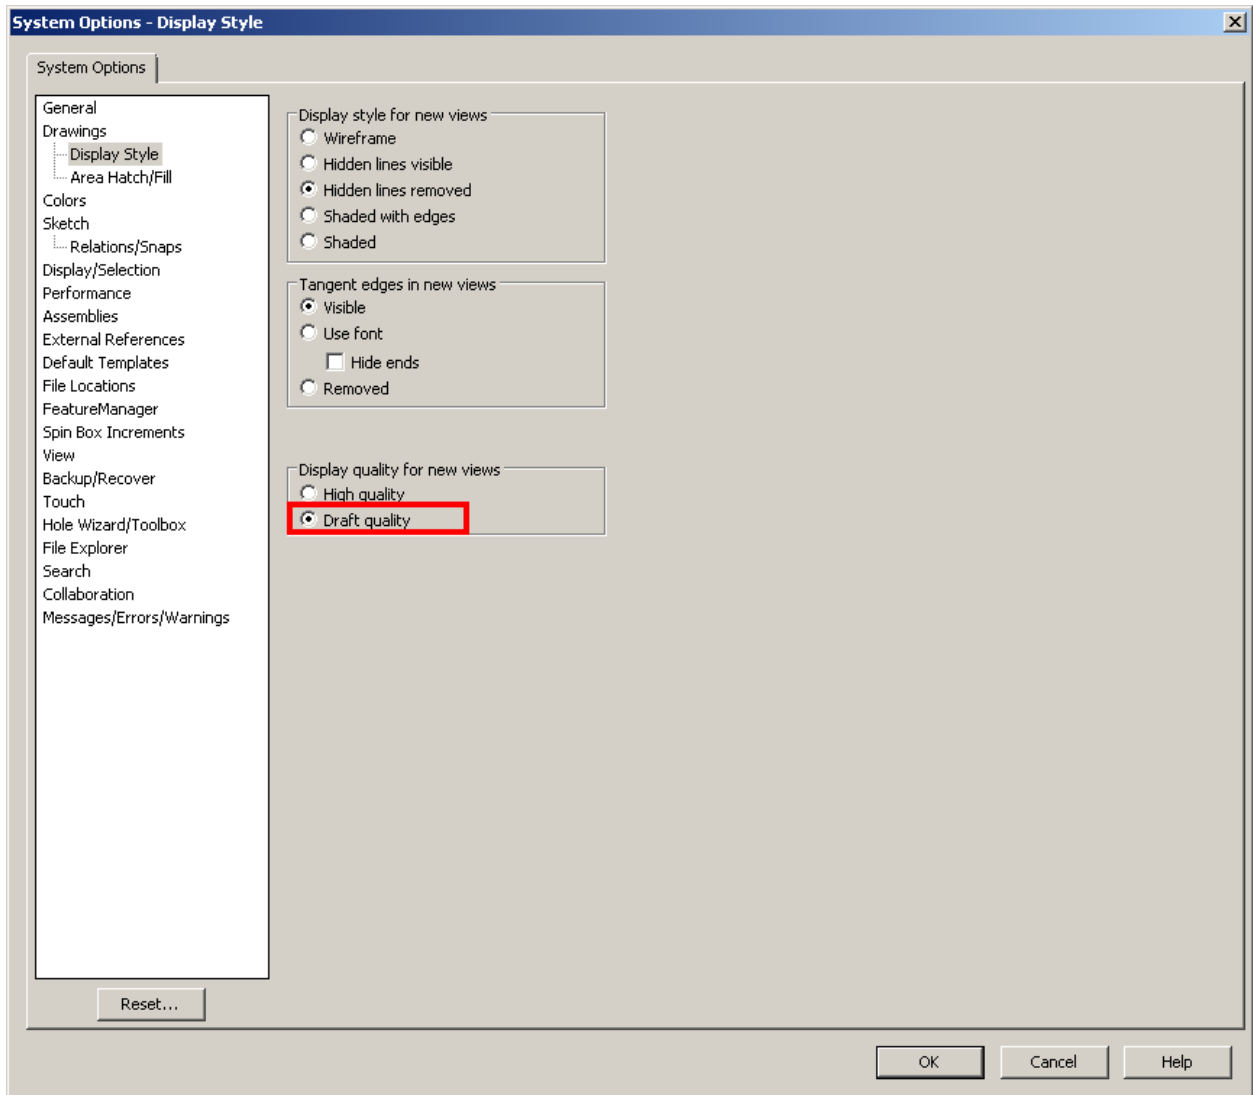 System Options - Display Style
System Options
General
Drawings
Display Style
Area Hatch/Fill
Colors
Sketch
Relations/Snaps
Display/Selection
Performance
Assemblies
External References
Default Templates
File Locations
FeatureManager
Spin Box Increments
View
Backup/Recover
Touch
Hole Wizard/Toolbox
File Explorer
Search
Collaboration
Messages/Errors/Warnings
Reset...
Display style for new views
Wireframe
Hidden lines visible
Hidden lines removed
Shaded with edges
Shaded
Tangent edges in new views
Visible
Use font
Hide ends
Removed
Display quality for new views
High quality
Draft quality
OK
Cancel
Help